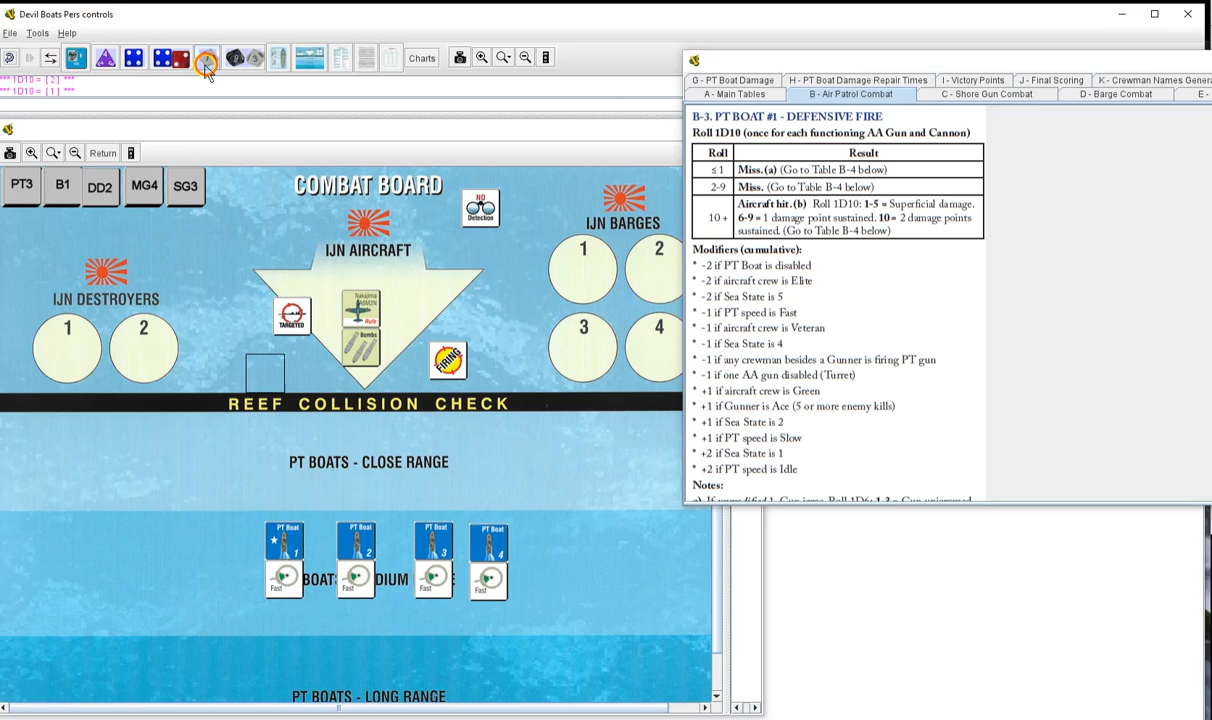 Devil Boats Pers controls
File Tools Help
Charts
*** 1D10 = [ 2 ] ***
*** 1D10 = [ 1 ] ***
Return
PT3
B1
DD2
MG4
SG3
COMBAT BOARD
NO
Detection
IJN BARGES
1
2
3
4
IJN AIRCRAFT
IJN DESTROYERS
1
2
TARGETED
Nakajima
A6M2N
Rufe
Bombs
FIRING
REEF COLLISION CHECK
PT BOATS - CLOSE RANGE
PT Boat
1
PT Boat
2
PT Boat
3
PT Boat
4
Fast
Fast
Fast
Fast
PT BOATS - LONG RANGE
G - PT Boat Damage
H - PT Boat Damage Repair Times
I - Victory Points
J - Final Scoring
K - Crewman Names Genera
A - Main Tables
B - Air Patrol Combat
C - Shore Gun Combat
D - Barge Combat
E -
B-3. PT BOAT #1 - DEFENSIVE FIRE
Roll 1D10 (once for each functioning AA Gun and Cannon)
Roll Result
≤ 1 Miss. (a) (Go to Table B-4 below)
2-9 Miss. (Go to Table B-4 below)
10 + Aircraft hit. (b) Roll 1D10: 1-5 = Superficial damage.
6-9 = 1 damage point sustained. 10 = 2 damage points
sustained. (Go to Table B-4 below)
Modifiers (cumulative):
* -2 if PT Boat is disabled
* -2 if aircraft crew is Elite
* -2 if Sea State is 5
* -1 if PT speed is Fast
* -1 if aircraft crew is Veteran
* -1 if Sea State is 4
* -1 if any crewman besides a Gunner is firing PT gun
* -1 if one AA gun disabled (Turret)
* +1 if aircraft crew is Green
* +1 if Gunner is Ace (5 or more enemy kills)
* +1 if Sea State is 2
* +1 if PT speed is Slow
* +2 if Sea State is 1
* +2 if PT speed is Idle
Notes: